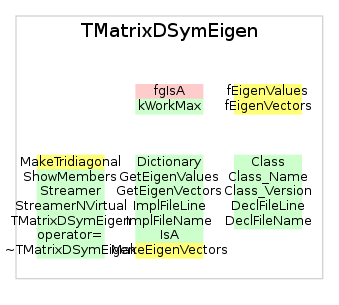 TMatrixDSymEigen
fgIsA
kWorkMax
fEigenValues
fEigenVectors
MakeTridiagonal
ShowMembers
Streamer
StreamerNVirtual
TMatrixDSymEigen
operator=
~TMatrixDSymEigen
Dictionary
GetEigenValues
GetEigenVectors
ImplFileLine
ImplFileName
IsA
MakeEigenVectors
Class
Class_Name
Class_Version
DeclFileLine
DeclFileName